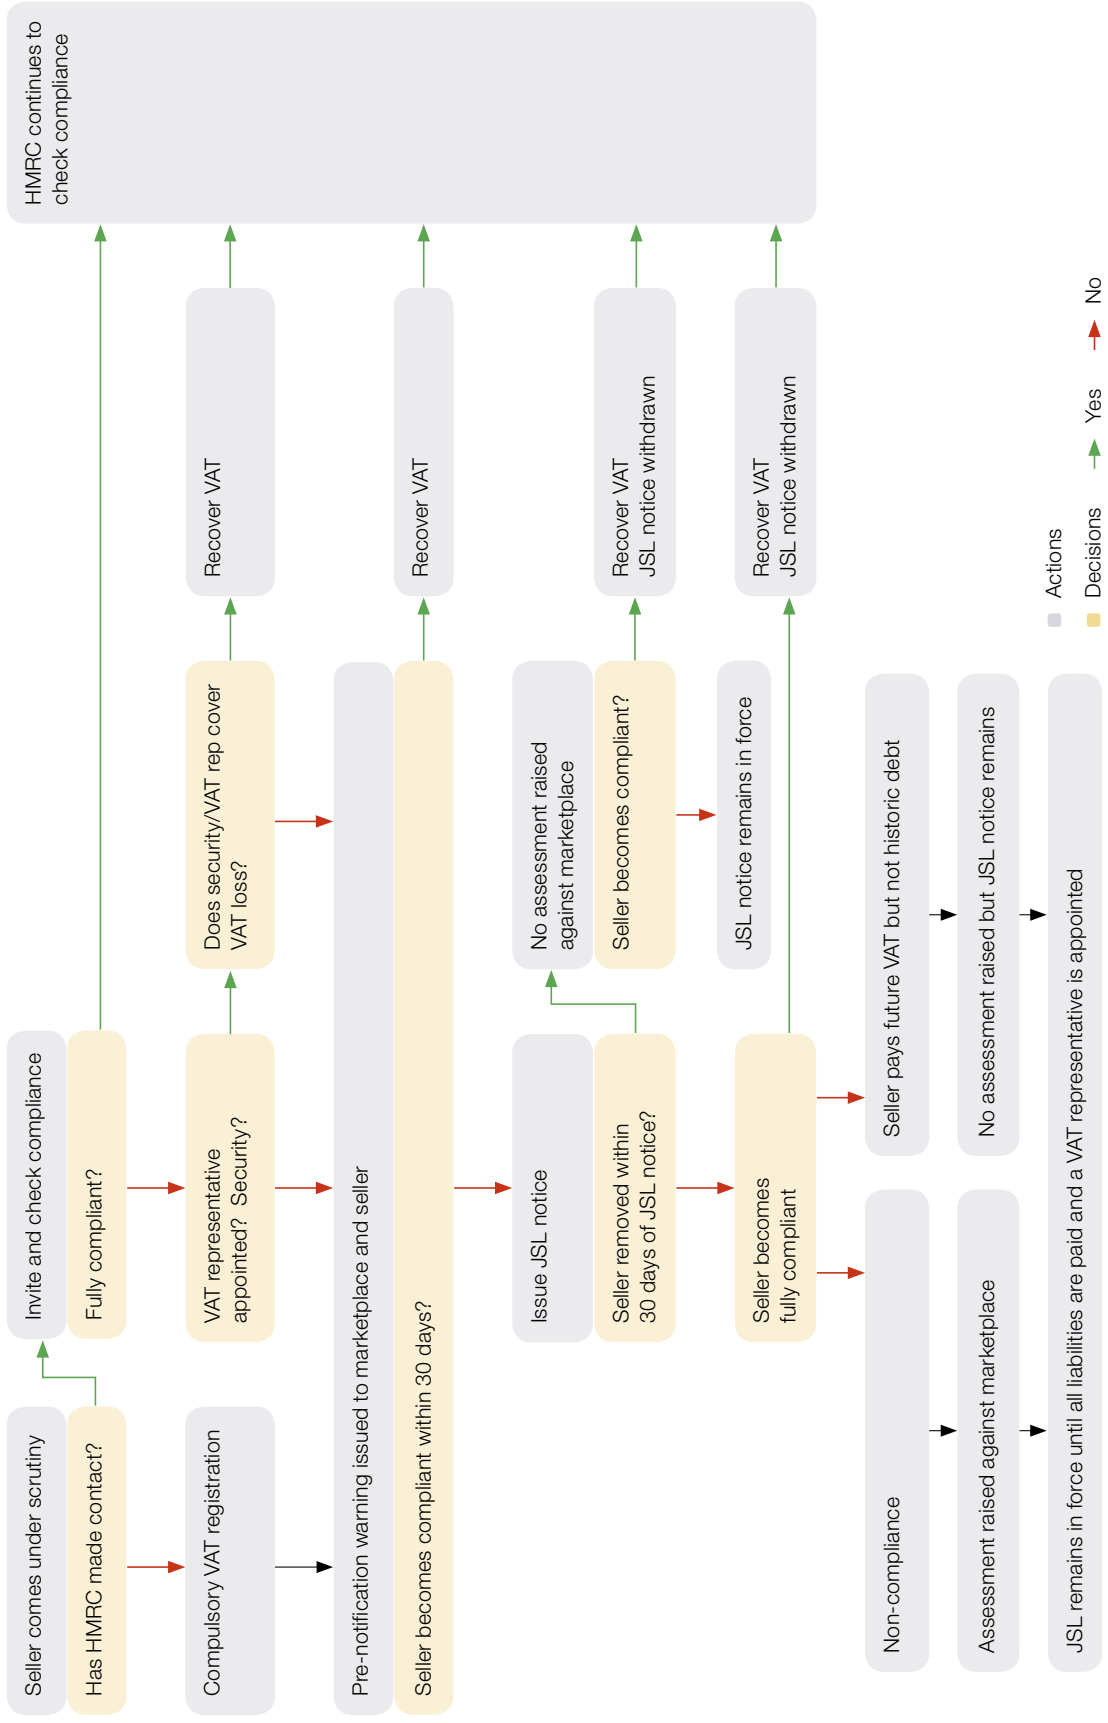 Seller comes under scrutiny
Has HMRC made contact?
Invite and check compliance
Fully compliant?
HMRC continues to
check compliance
Compulsory VAT registration
VAT representative
appointed? Security?
Does security/VAT rep cover
VAT loss?
Recover VAT
Pre-notification warning issued to marketplace and seller
Seller becomes compliant within 30 days?
Recover VAT
Issue JSL notice
Seller removed within
30 days of JSL notice?
No assessment raised
against marketplace
Seller becomes compliant?
Recover VAT
JSL notice withdrawn
JSL notice remains in force
Seller becomes
fully compliant
Recover VAT
JSL notice withdrawn
Non-compliance
Seller pays future VAT but not historic debt
Assessment raised against marketplace
No assessment raised but JSL notice remains
JSL remains in force until all liabilities are paid and a VAT representative is appointed
Actions
Decisions
Yes
No